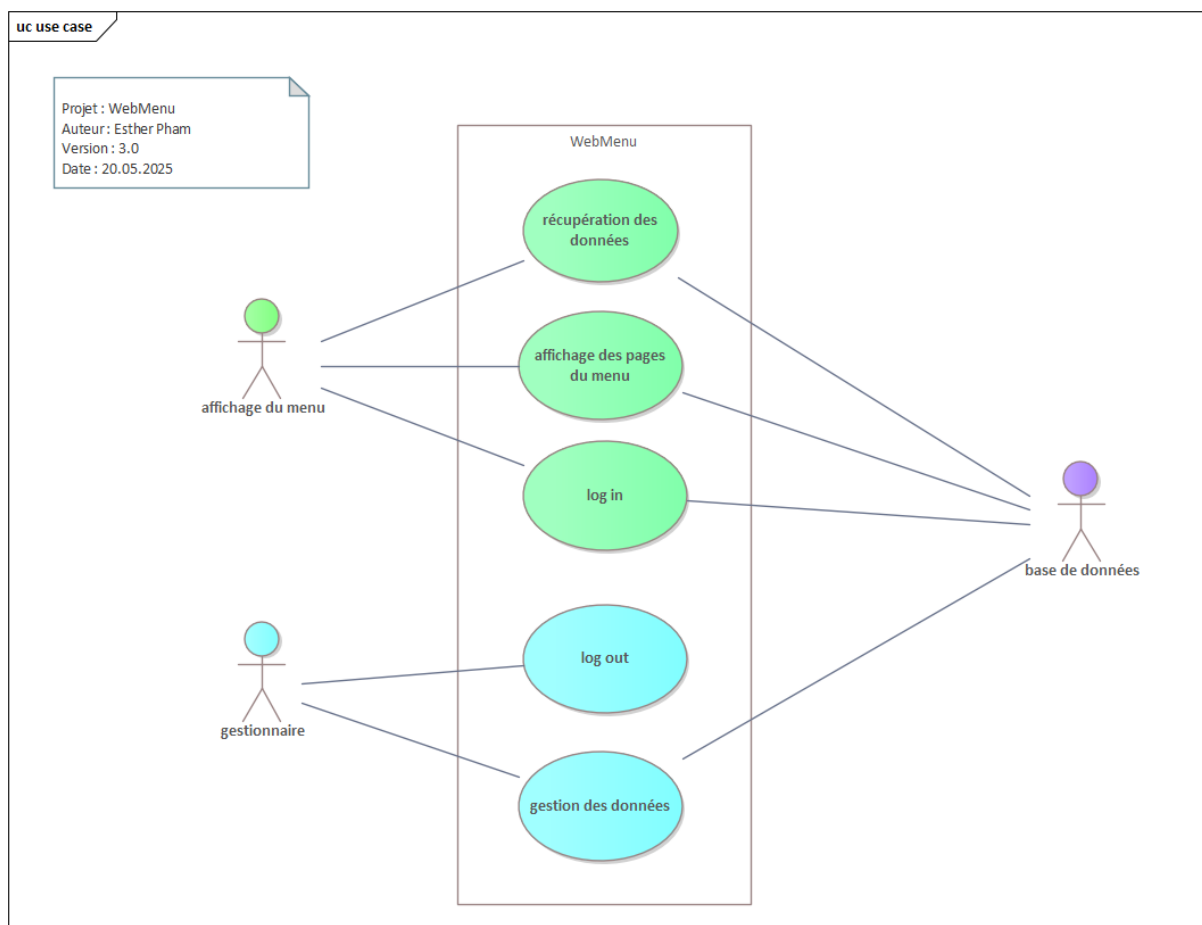 uc use case
Projet : WebMenu
Auteur : Esther Pham
Version : 3.0
Date : 20.05.2025
WebMenu
récupération des
données
affichage des pages
du menu
affichage du menu
log in
base de données
log out
gestionnaire
gestion des données